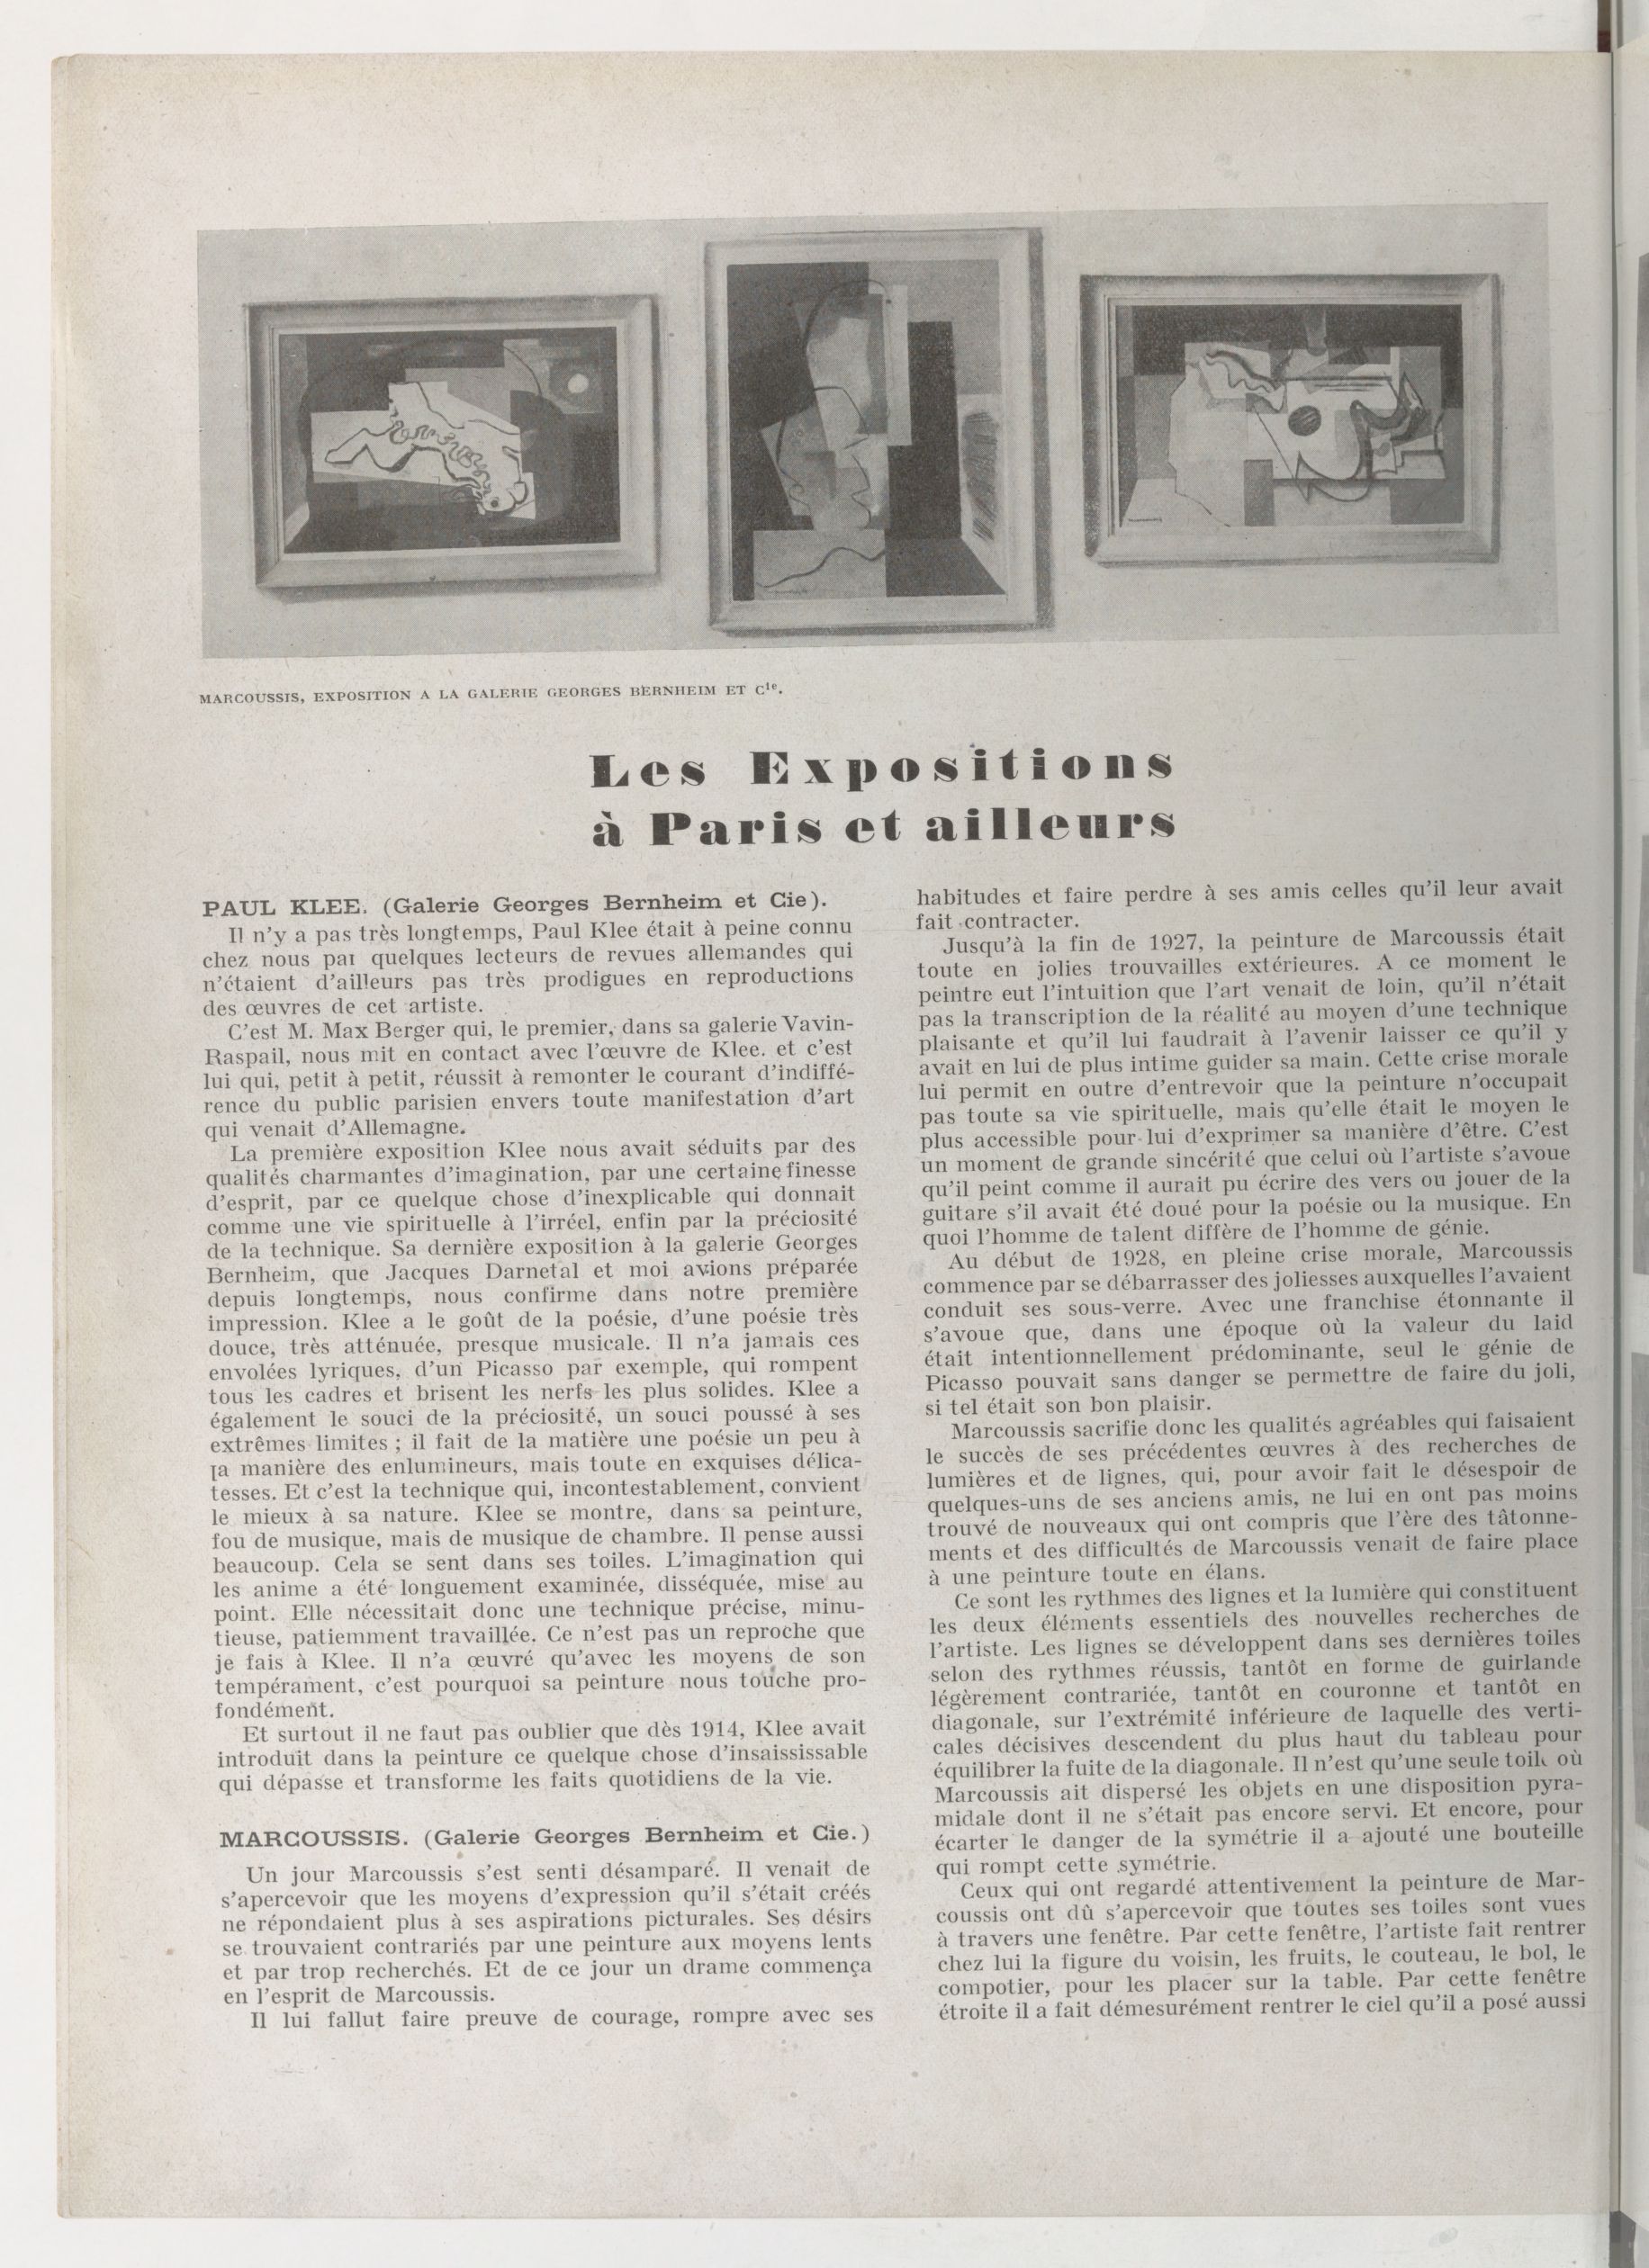 MARCOUSSIS, EXPOSITION A LA GALERIE GEORGES BERNHEIM ET Cie.
Les Expositions
à Paris et ailleurs
PAUL KLEE. (Galerie Georges Bernheim et Cie).
Il n'y a pas très longtemps, Paul Klee était à peine connu
chez nous par quelques lecteurs de revues allemandes qui
n'étaient d'ailleurs pas très prodigues en reproductions
des œuvres de cet artiste.
C'est M. Max Berger qui, le premier, dans sa galerie Vavin-
Raspail, nous mit en contact avec l'œuvre de Klee. et c'est
lui qui, petit à petit, réussit à remonter le courant d'indiffé-
rence du public parisien envers toute manifestation d'art
qui venait d'Allemagne.
La première exposition Klee nous avait séduits par des
qualités charmantes d'imagination, par une certaine finesse
d'esprit, par ce quelque chose d'inexplicable qui donnait
comme une vie spirituelle à l'irréel, enfin par la préciosité
de la technique. Sa dernière exposition à la galerie Georges
Bernheim, que Jacques Darnetal et moi avions préparée
depuis longtemps, nous confirme dans notre première
impression. Klee a le goût de la poésie, d'une poésie très
douce, très atténuée, presque musicale. Il n'a jamais ces
envolées lyriques, d'un Picasso par exemple, qui rompent
tous les cadres et brisent les nerfs les plus solides. Klee a
également le souci de la préciosité, un souci poussé à ses
extrêmes limites ; il fait de la matière une poésie un peu à
la manière des enlumineurs, mais toute en exquises délica-
tesses. Et c'est la technique qui, incontestablement, convient
le mieux à sa nature. Klee se montre, dans sa peinture,
fou de musique, mais de musique de chambre. Il pense aussi
beaucoup. Cela se sent dans ses toiles. L'imagination qui
les anime a été longuement examinée, disséquée, mise au
point. Elle nécessitait donc une technique précise, minu-
tieuse, patiemment travaillée. Ce n'est pas un reproche que
je fais à Klee. Il n'a œuvré qu'avec les moyens de son
tempérament, c'est pourquoi sa peinture nous touche pro-
fondément.
Et surtout il ne faut pas oublier que dès 1914, Klee avait
introduit dans la peinture ce quelque chose d'insaississable
qui dépasse et transforme les faits quotidiens de la vie.
MARCOUSSIS. (Galerie Georges Bernheim et Cie.)
Un jour Marcoussis s'est senti désamparé. Il venait de
s'apercevoir que les moyens d'expression qu'il s'était créés
ne répondaient plus à ses aspirations picturales. Ses désirs
se trouvaient contrariés par une peinture aux moyens lents
et par trop recherchés. Et de ce jour un drame commença
en l'esprit de Marcoussis.
Il lui fallut faire preuve de courage, rompre avec ses
habitudes et faire perdre à ses amis celles qu'il leur avait
fait contracter.
Jusqu'à la fin de 1927, la peinture de Marcoussis était
toute en jolies trouvailles extérieures. A ce moment le
peintre eut l'intuition que l'art venait de loin, qu'il n'était
pas la transcription de la réalité au moyen d'une technique
plaisante et qu'il lui faudrait à l'avenir laisser ce qu'il y
avait en lui de plus intime guider sa main. Cette crise morale
lui permit en outre d'entrevoir que la peinture n'occupait
pas toute sa vie spirituelle, mais qu'elle était le moyen le
plus accessible pour lui d'exprimer sa manière d'être. C'est
un moment de grande sincérité que celui où l'artiste s'avoue
qu'il peint comme il aurait pu écrire des vers ou jouer de la
guitare s'il avait été doué pour la poésie ou la musique. En
quoi l'homme de talent diffère de l'homme de génie.
Au début de 1928, en pleine crise morale, Marcoussis
commence par se débarrasser des joliesses auxquelles l'avaient
conduit ses sous-verre. Avec une franchise étonnante il
s'avoue que, dans une époque où la valeur du laid
était intentionnellement prédominante, seul le génie de
Picasso pouvait sans danger se permettre de faire du joli,
si tel était son bon plaisir.
Marcoussis sacrifie donc les qualités agréables qui faisaient
le succès de ses précédentes œuvres à des recherches de
lumières et de lignes, qui, pour avoir fait le désespoir de
quelques-uns de ses anciens amis, ne lui en ont pas moins
trouvé de nouveaux qui ont compris que l'ère des tâtonne-
ments et des difficultés de Marcoussis venait de faire place
à une peinture toute en élans.
Ce sont les rythmes des lignes et la lumière qui constituent
les deux éléments essentiels des nouvelles recherches de
l'artiste. Les lignes se développent dans ses dernières toiles
selon des rythmes réussis, tantôt en forme de guirlande
légèrement contrariée, tantôt en couronne et tantôt en
diagonale, sur l'extrémité inférieure de laquelle des verti-
cales décisives descendent du plus haut du tableau pour
équilibrer la fuite de la diagonale. Il n'est qu'une seule toile où
Marcoussis ait dispersé les objets en une disposition pyra-
midale dont il ne s'était pas encore servi. Et encore, pour
écarter le danger de la symétrie il a ajouté une bouteille
qui rompt cette symétrie.
Ceux qui ont regardé attentivement la peinture de Mar-
coussis ont dû s'apercevoir que toutes ses toiles sont vues
à travers une fenêtre. Par cette fenêtre, l'artiste fait rentrer
chez lui la figure du voisin, les fruits, le couteau, le bol, le
compotier, pour les placer sur la table. Par cette fenêtre
étroite il a fait démesurément rentrer le ciel qu'il a posé aussi